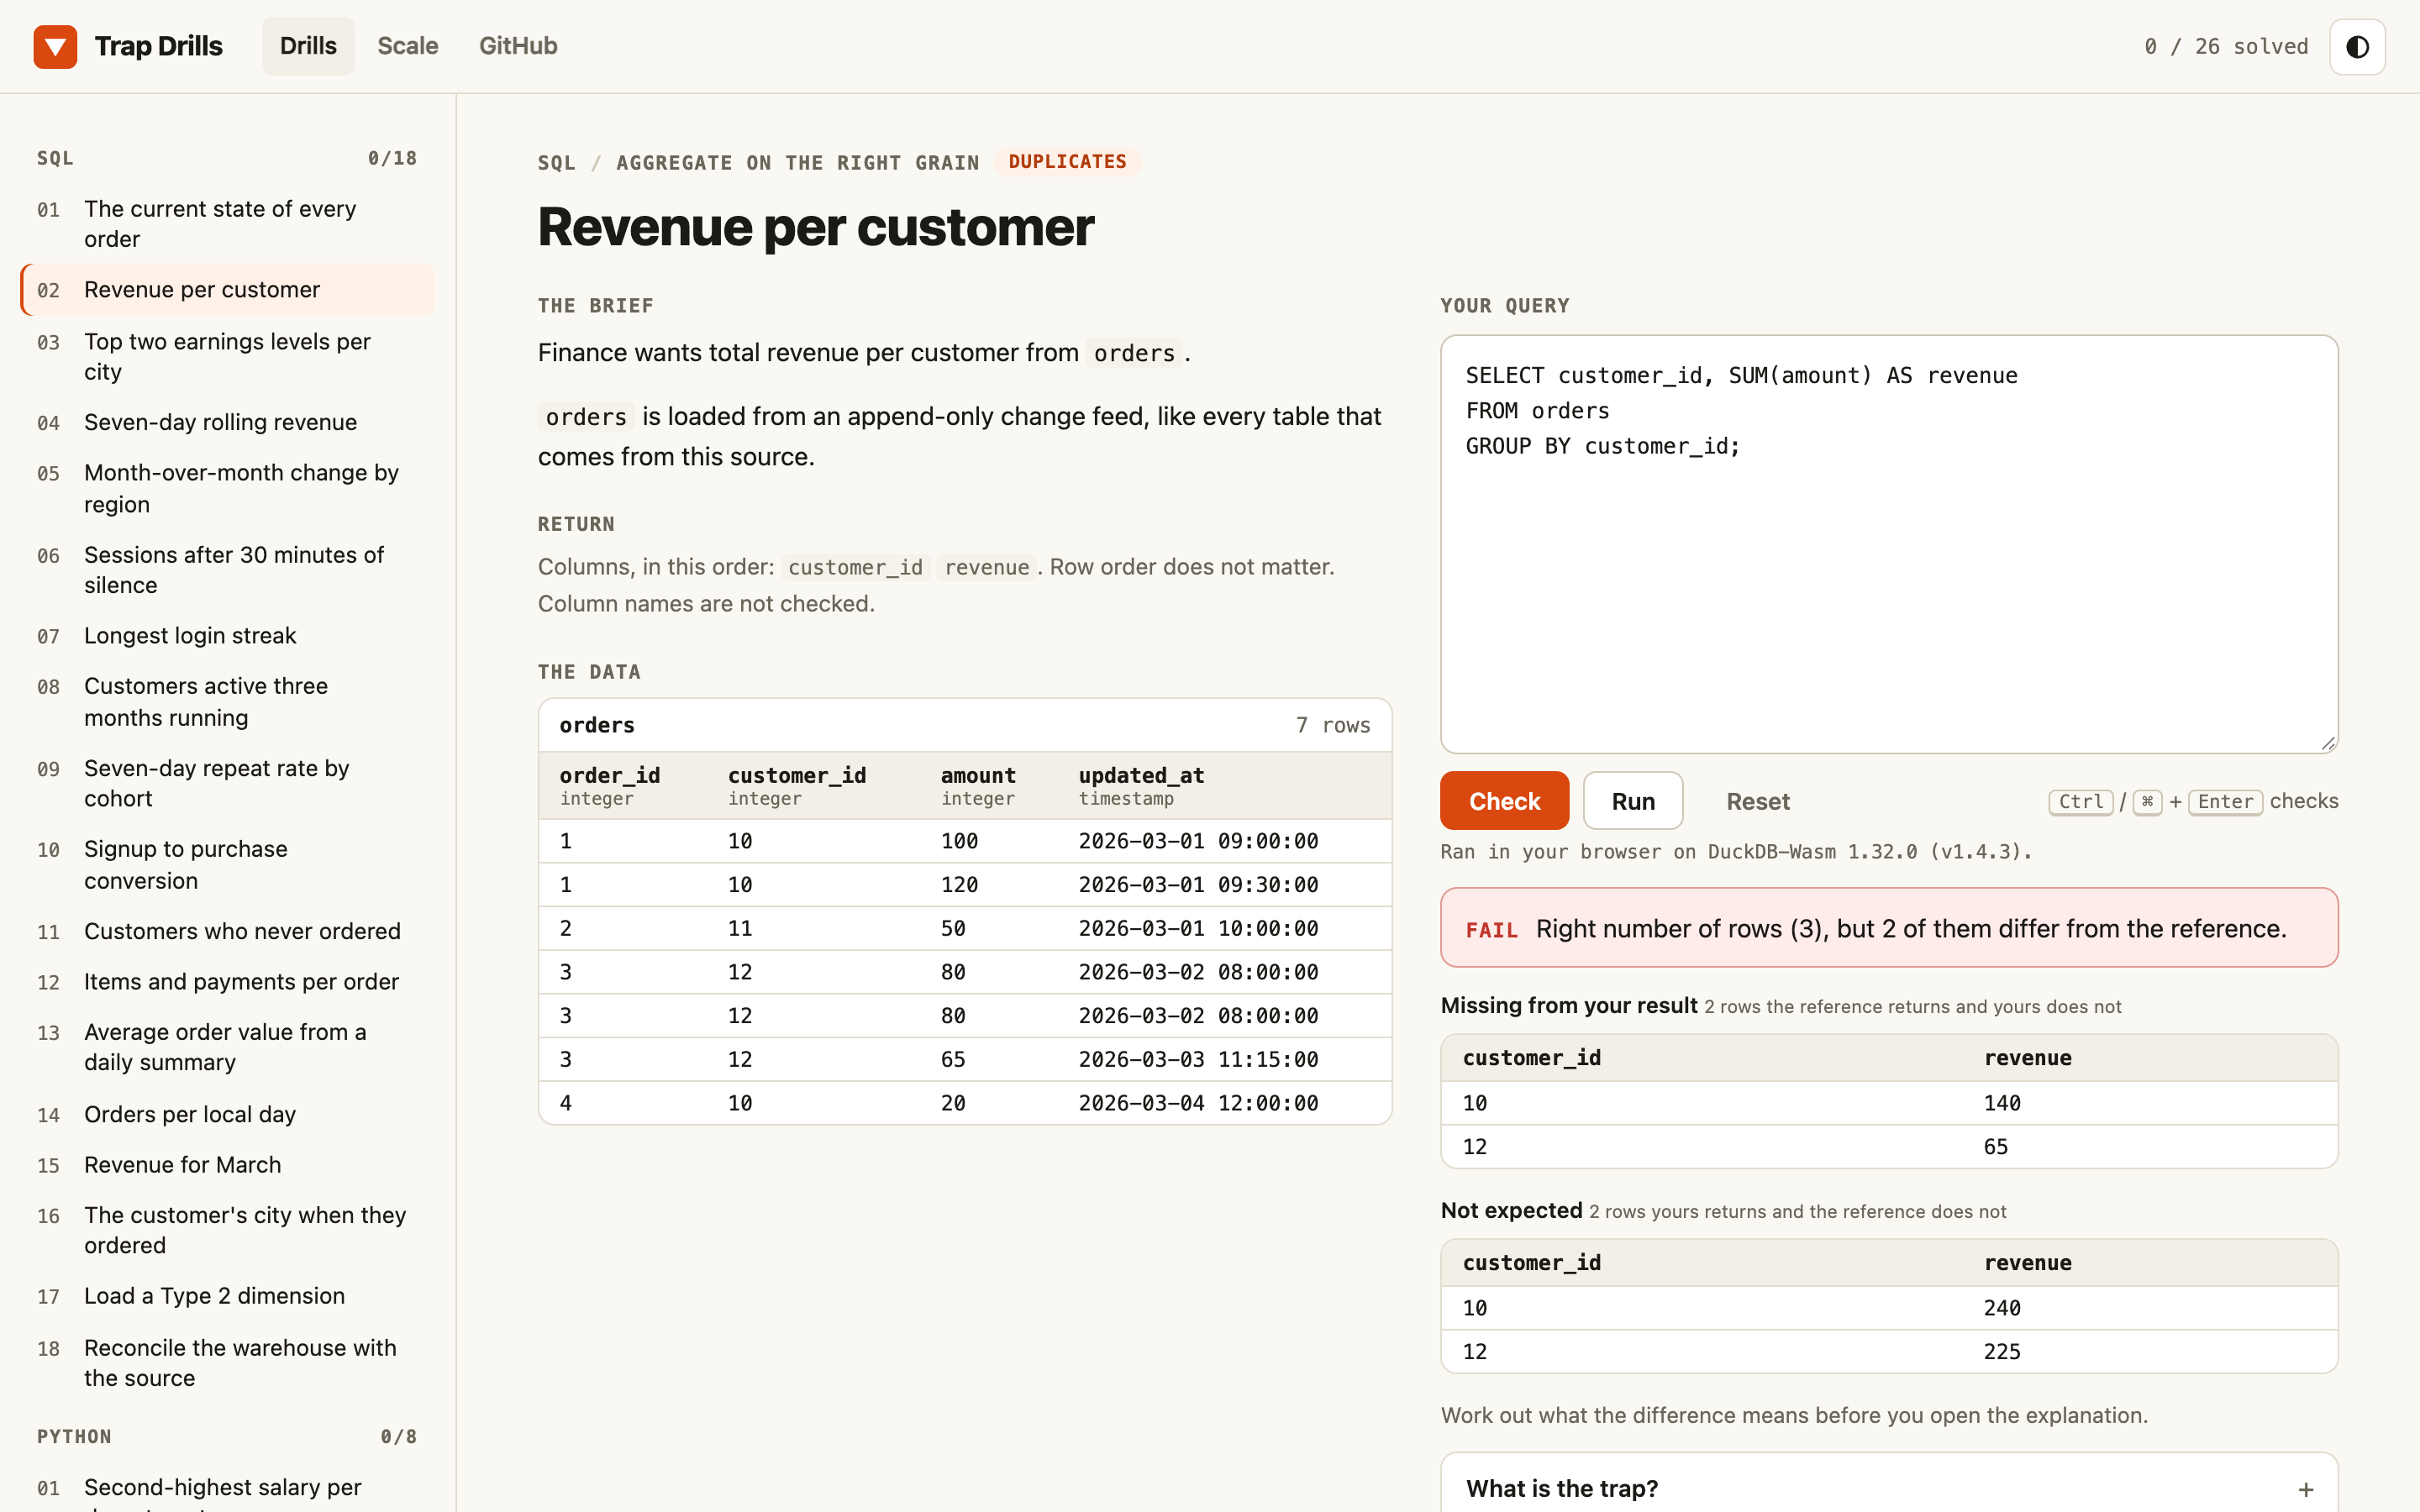 Trap Drills
Drills
Scale
GitHub
0 / 26 solved
SQL 0/18
01 The current state of every
order
02 Revenue per customer
03 Top two earnings levels per
city
04 Seven-day rolling revenue
05 Month-over-month change by
region
06 Sessions after 30 minutes of
silence
07 Longest login streak
08 Customers active three
months running
09 Seven-day repeat rate by
cohort
10 Signup to purchase
conversion
11 Customers who never ordered
12 Items and payments per order
13 Average order value from a
daily summary
14 Orders per local day
15 Revenue for March
16 The customer's city when they
ordered
17 Load a Type 2 dimension
18 Reconcile the warehouse with
the source
PYTHON 0/8
01 Second-highest salary per
SQL / AGGREGATE ON THE RIGHT GRAIN DUPLICATES
Revenue per customer
THE BRIEF
Finance wants total revenue per customer from orders.
orders is loaded from an append-only change feed, like every table that
comes from this source.
RETURN
Columns, in this order: customer_id revenue. Row order does not matter.
Column names are not checked.
THE DATA
orders 7 rows
order_id customer_id amount updated_at
integer integer integer timestamp
1 10 100 2026-03-01 09:00:00
1 10 120 2026-03-01 09:30:00
2 11 50 2026-03-01 10:00:00
3 12 80 2026-03-02 08:00:00
3 12 80 2026-03-02 08:00:00
3 12 65 2026-03-03 11:15:00
4 10 20 2026-03-04 12:00:00
YOUR QUERY
SELECT customer_id, SUM(amount) AS revenue
FROM orders
GROUP BY customer_id;
Check Run Reset Ctrl / ⌘ + Enter checks
Ran in your browser on DuckDB-Wasm 1.32.0 (v1.4.3).
FAIL Right number of rows (3), but 2 of them differ from the reference.
Missing from your result 2 rows the reference returns and yours does not
customer_id revenue
10 140
12 65
Not expected 2 rows yours returns and the reference does not
customer_id revenue
10 240
12 225
Work out what the difference means before you open the explanation.
What is the trap? +